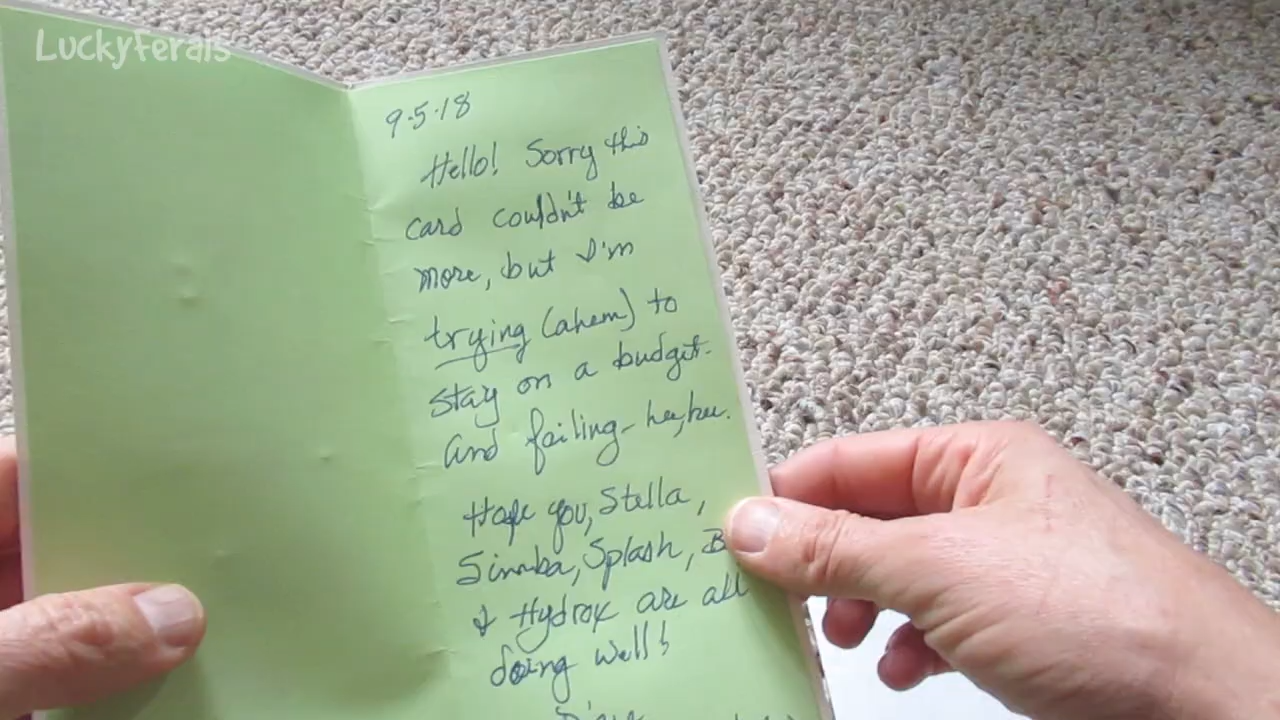 Luckyferals
9-5-18
Hello! Sorry this
card couldn't be
more, but I'm
trying (ahem) to
stay on a budget-
and failing- hee, hee.
Hope you, Stella,
Simba, Splash, B
& Hydrox are all
doing well!